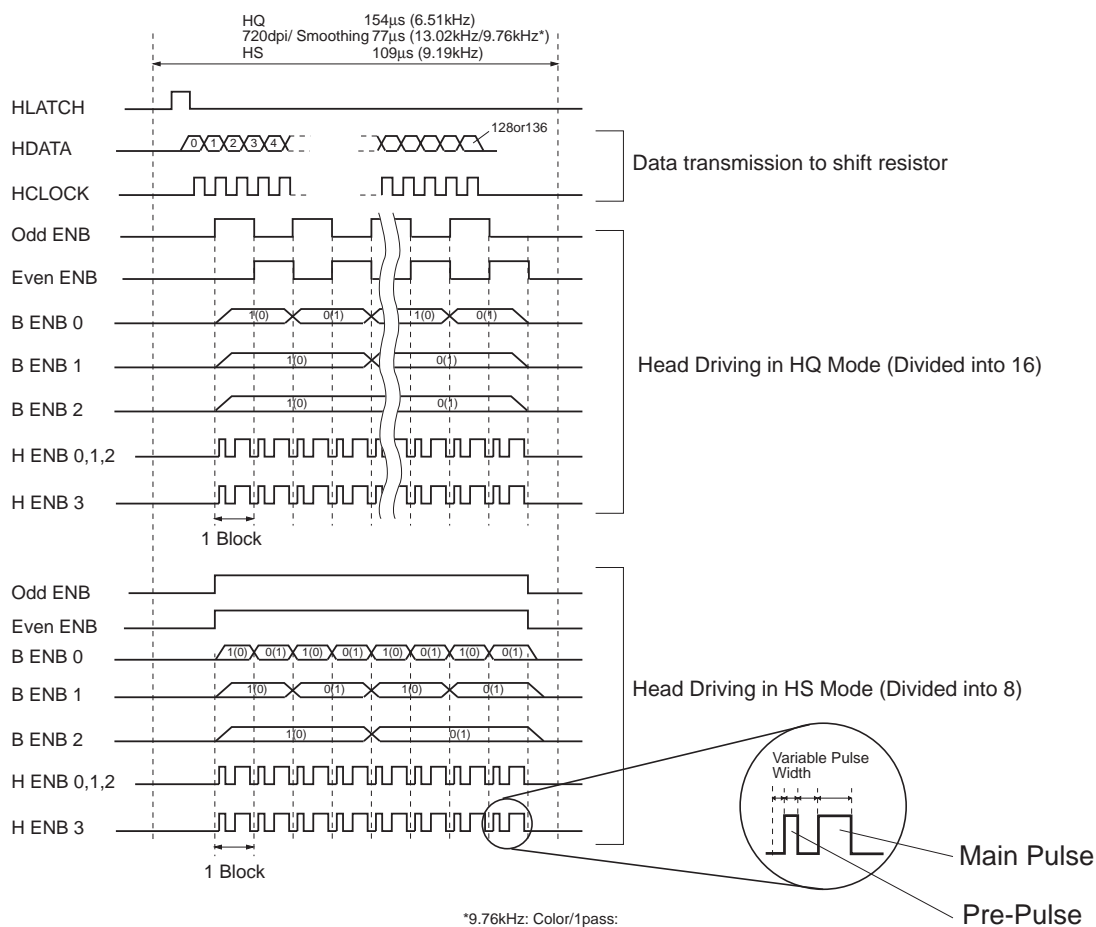 HQ 154µs (6.51kHz)
720dpi/ Smoothing 77µs (13.02kHz/9.76kHz*)
HS 109µs (9.19kHz)
HLATCH
HDATA
0 1 2 3 4
128or136
HCLOCK
Data transmission to shift resistor
Odd ENB
Even ENB
B ENB 0
1(0) 0(1) 1(0) 0(1)
B ENB 1
1(0) 0(1)
B ENB 2
1(0) 0(1)
H ENB 0,1,2
H ENB 3
1 Block
Head Driving in HQ Mode (Divided into 16)
Odd ENB
Even ENB
B ENB 0
1(0) 0(1) 1(0) 0(1) 1(0) 0(1) 1(0) 0(1)
B ENB 1
1(0) 0(1) 1(0) 0(1)
B ENB 2
1(0) 0(1)
H ENB 0,1,2
H ENB 3
1 Block
Head Driving in HS Mode (Divided into 8)
Variable Pulse
Width
Main Pulse
Pre-Pulse
*9.76kHz: Color/1pass: